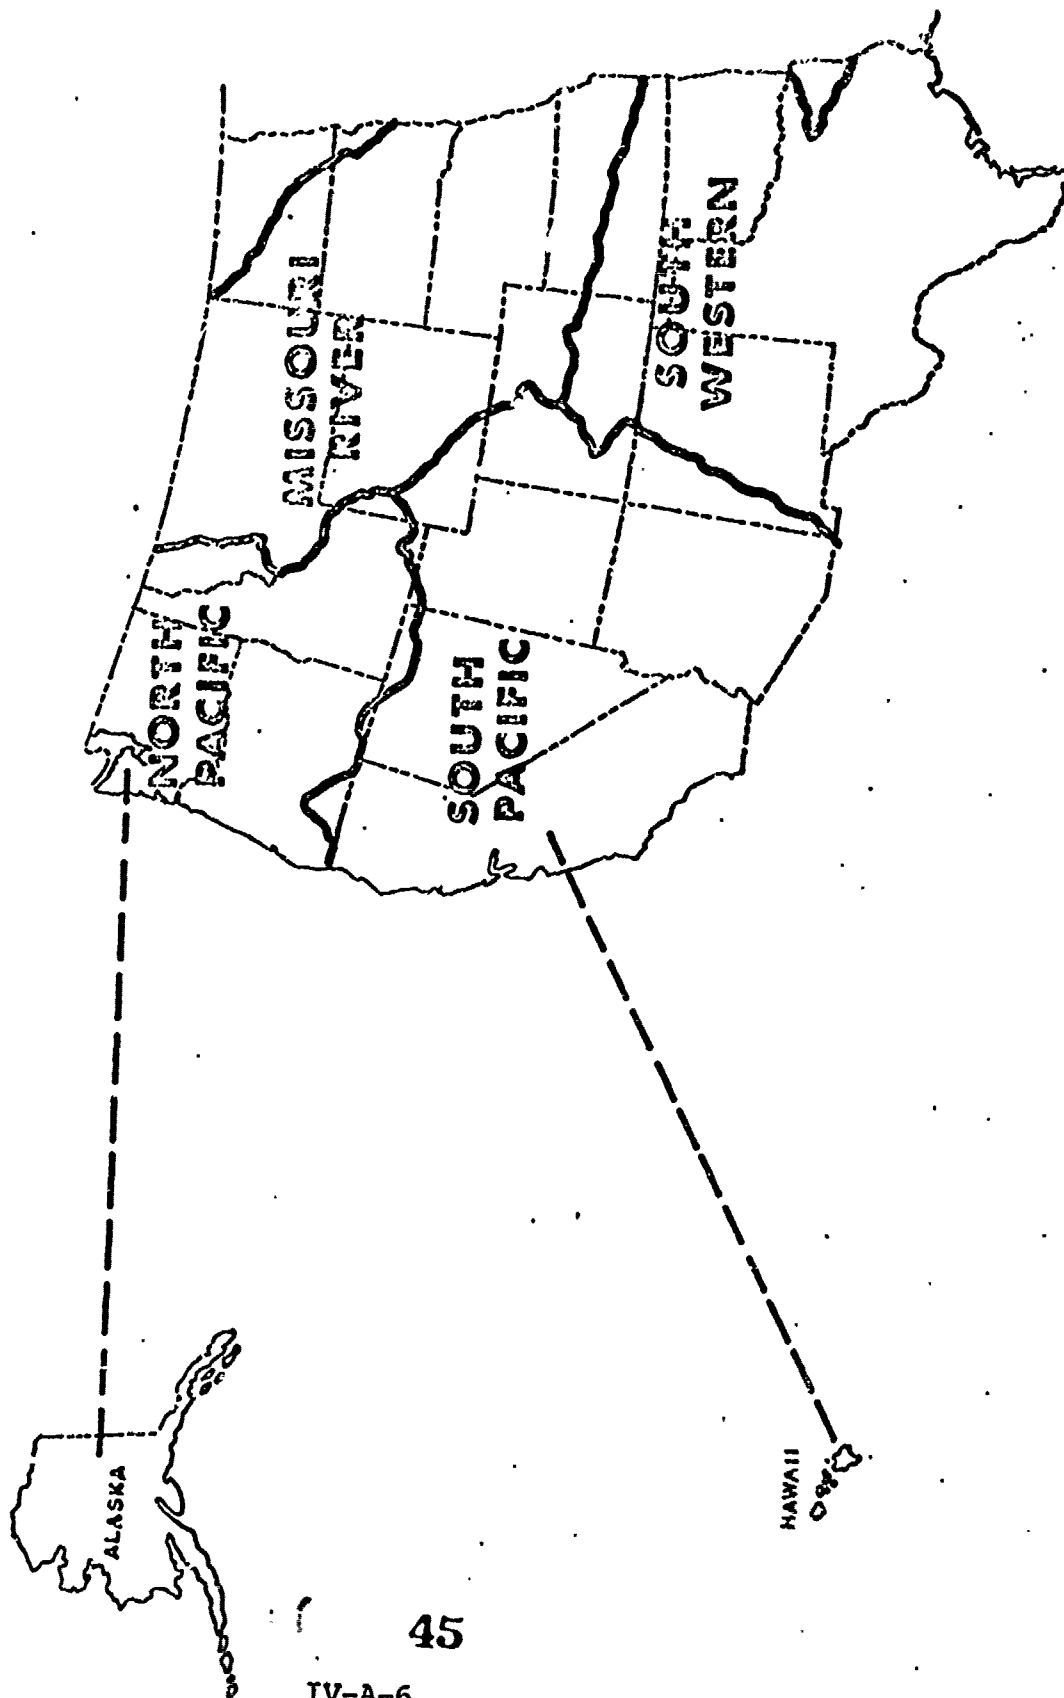 NORTH
PACIFIC
MISSOURI
RIVER
SOUTH
PACIFIC
SOUTH
WESTERN
ALASKA
HAWAII
45
IV-A-6